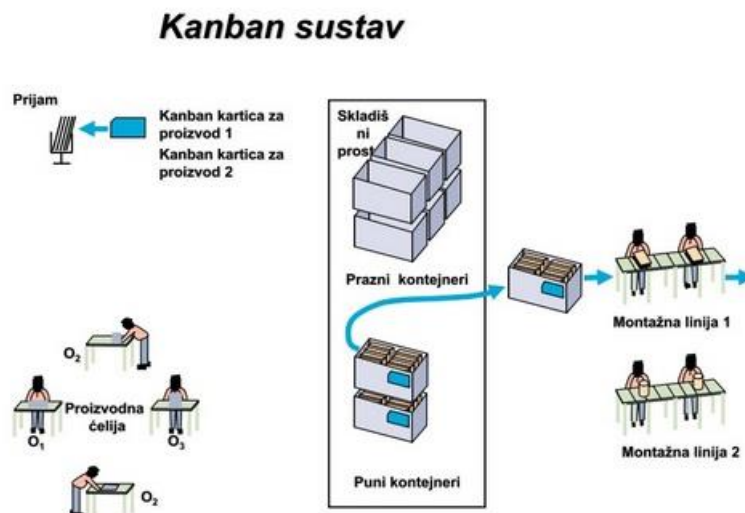 Kanban sustav
Prijam
Kanban kartica za
proizvod 1
Kanban kartica za
proizvod 2
Skladiš
ni
prost
Prazni kontejneri
Montažna linija 1
O2
Proizvodna
ćelija
O1
O3
O2
Puni kontejneri
Montažna linija 2